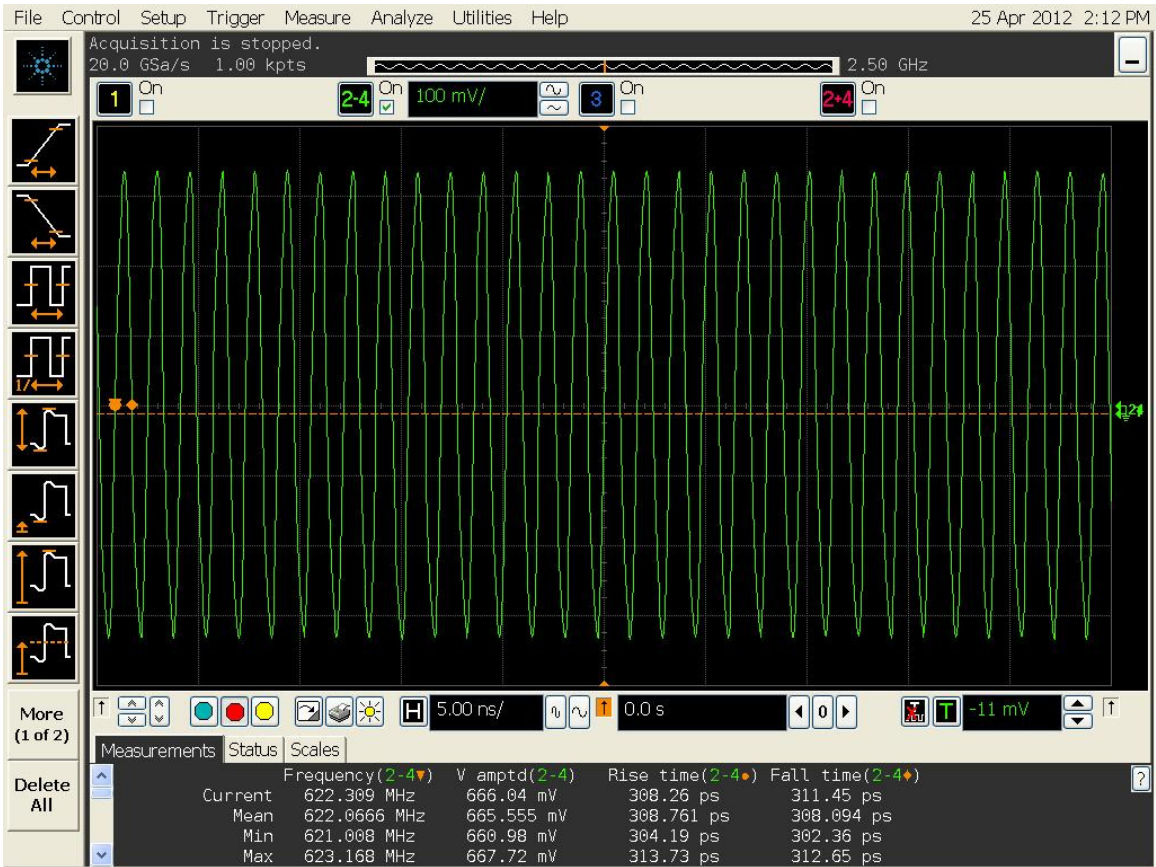 File Control Setup Trigger Measure Analyze Utilities Help 25 Apr 2012 2:12 PM
Acquisition is stopped.
20.0 GSa/s 1.00 kpts 2.50 GHz
1 On 2-4 On 100 mV/ 3 On 2+4 On
1/
More
(1 of 2)
Delete
All
H 5.00 ns/ 0.0 s 0 T -11 mV
Measurements Status Scales
Frequency(2-4) V amptd(2-4) Rise time(2-4) Fall time(2-4) ?
Current 622.309 MHz 666.04 mV 308.26 ps 311.45 ps
Mean 622.0666 MHz 665.555 mV 308.761 ps 308.094 ps
Min 621.008 MHz 660.98 mV 304.19 ps 302.36 ps
Max 623.168 MHz 667.72 mV 313.73 ps 312.65 ps